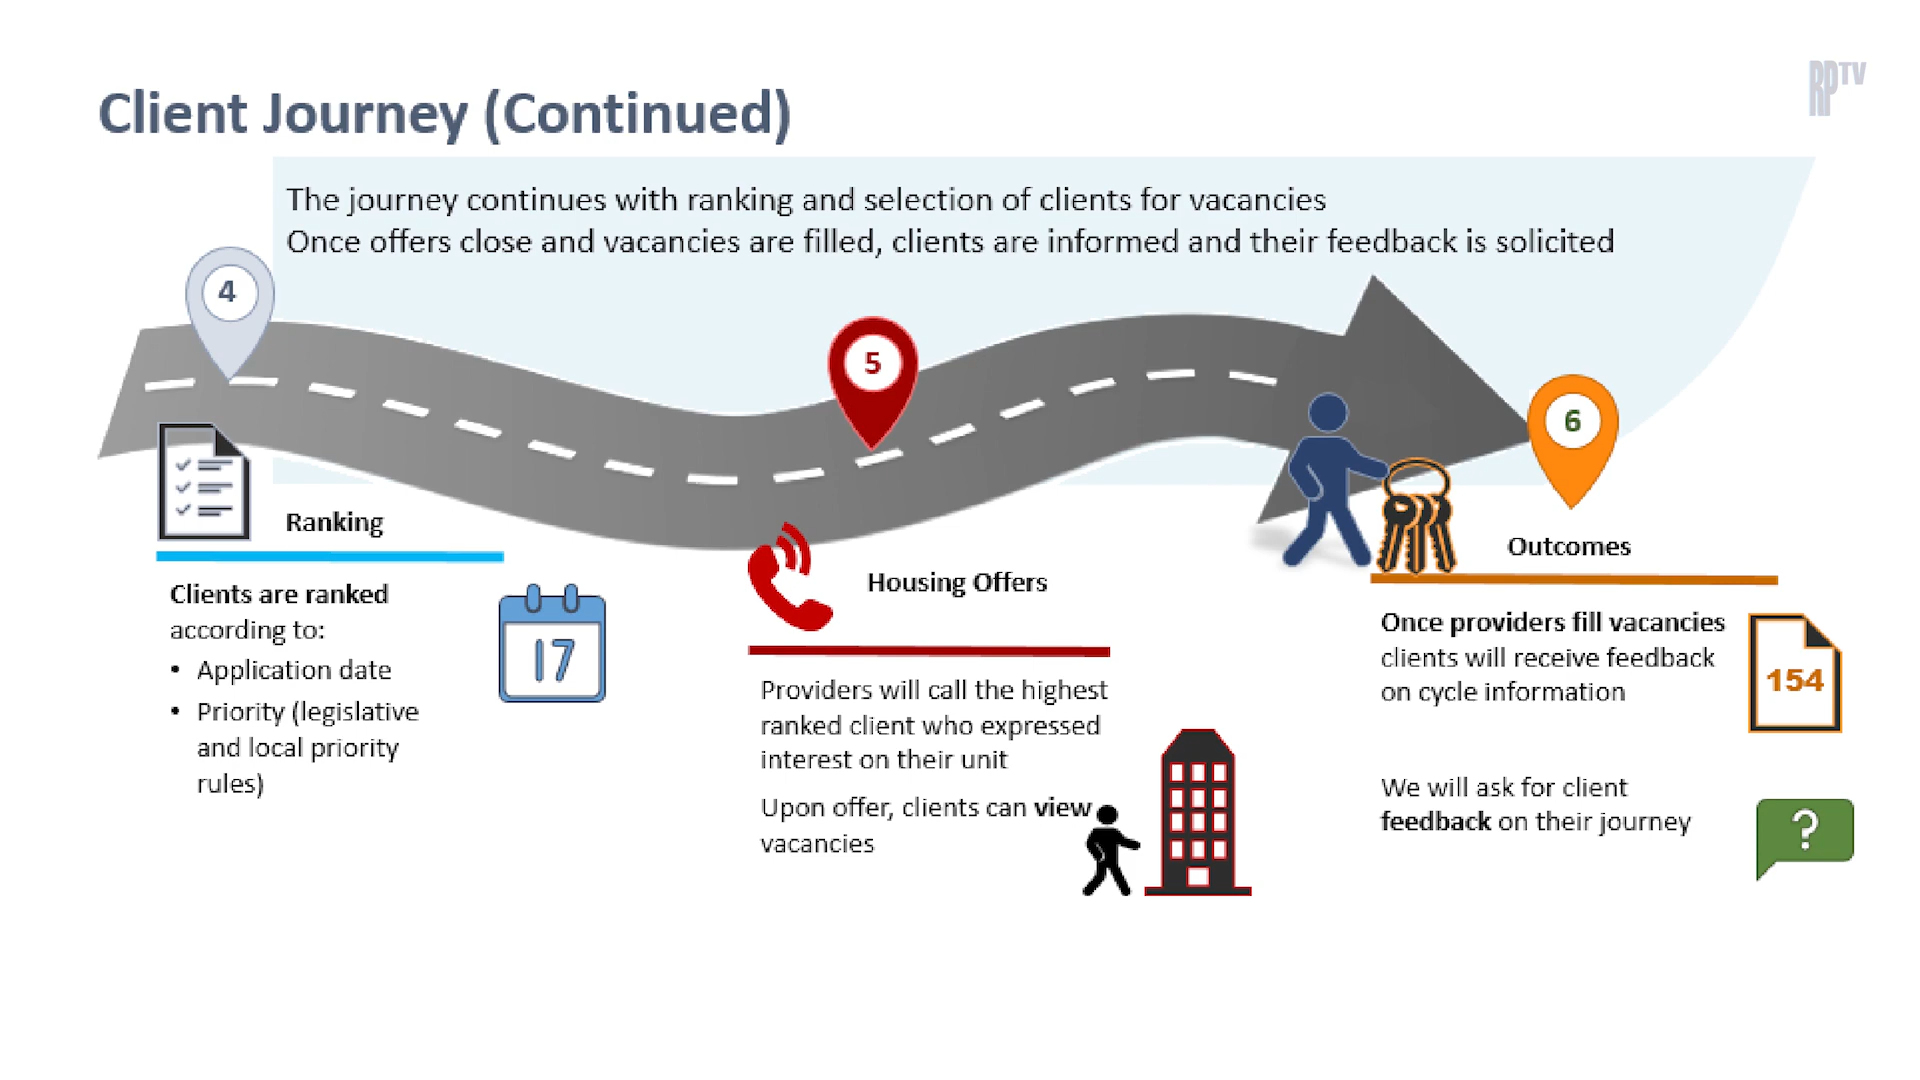 RPTV
Client Journey (Continued)
The journey continues with ranking and selection of clients for vacancies
Once offers close and vacancies are filled, clients are informed and their feedback is solicited
4
5
6
Ranking
Clients are ranked
according to:
• Application date
• Priority (legislative
and local priority
rules)
17
Housing Offers
Providers will call the highest
ranked client who expressed
interest on their unit
Upon offer, clients can view
vacancies
Outcomes
Once providers fill vacancies
clients will receive feedback
on cycle information
154
We will ask for client
feedback on their journey
?